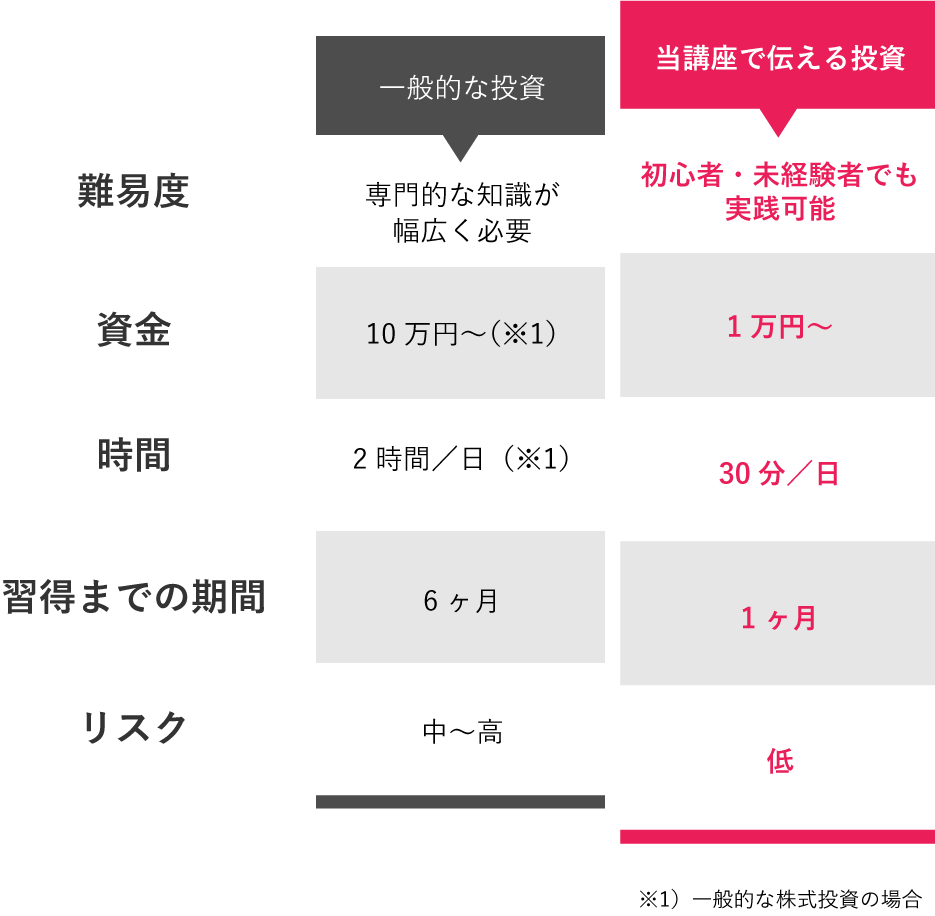 一般的な投資
当講座で伝える投資
難易度
専門的な知識が
幅広く必要
初心者・未経験者でも
実践可能
資金
10 万円～（※1）
1 万円～
時間
2 時間／日（※1）
30 分／日
習得までの期間
6 ヶ月
1 ヶ月
リスク
中～高
低
※1）一般的な株式投資の場合